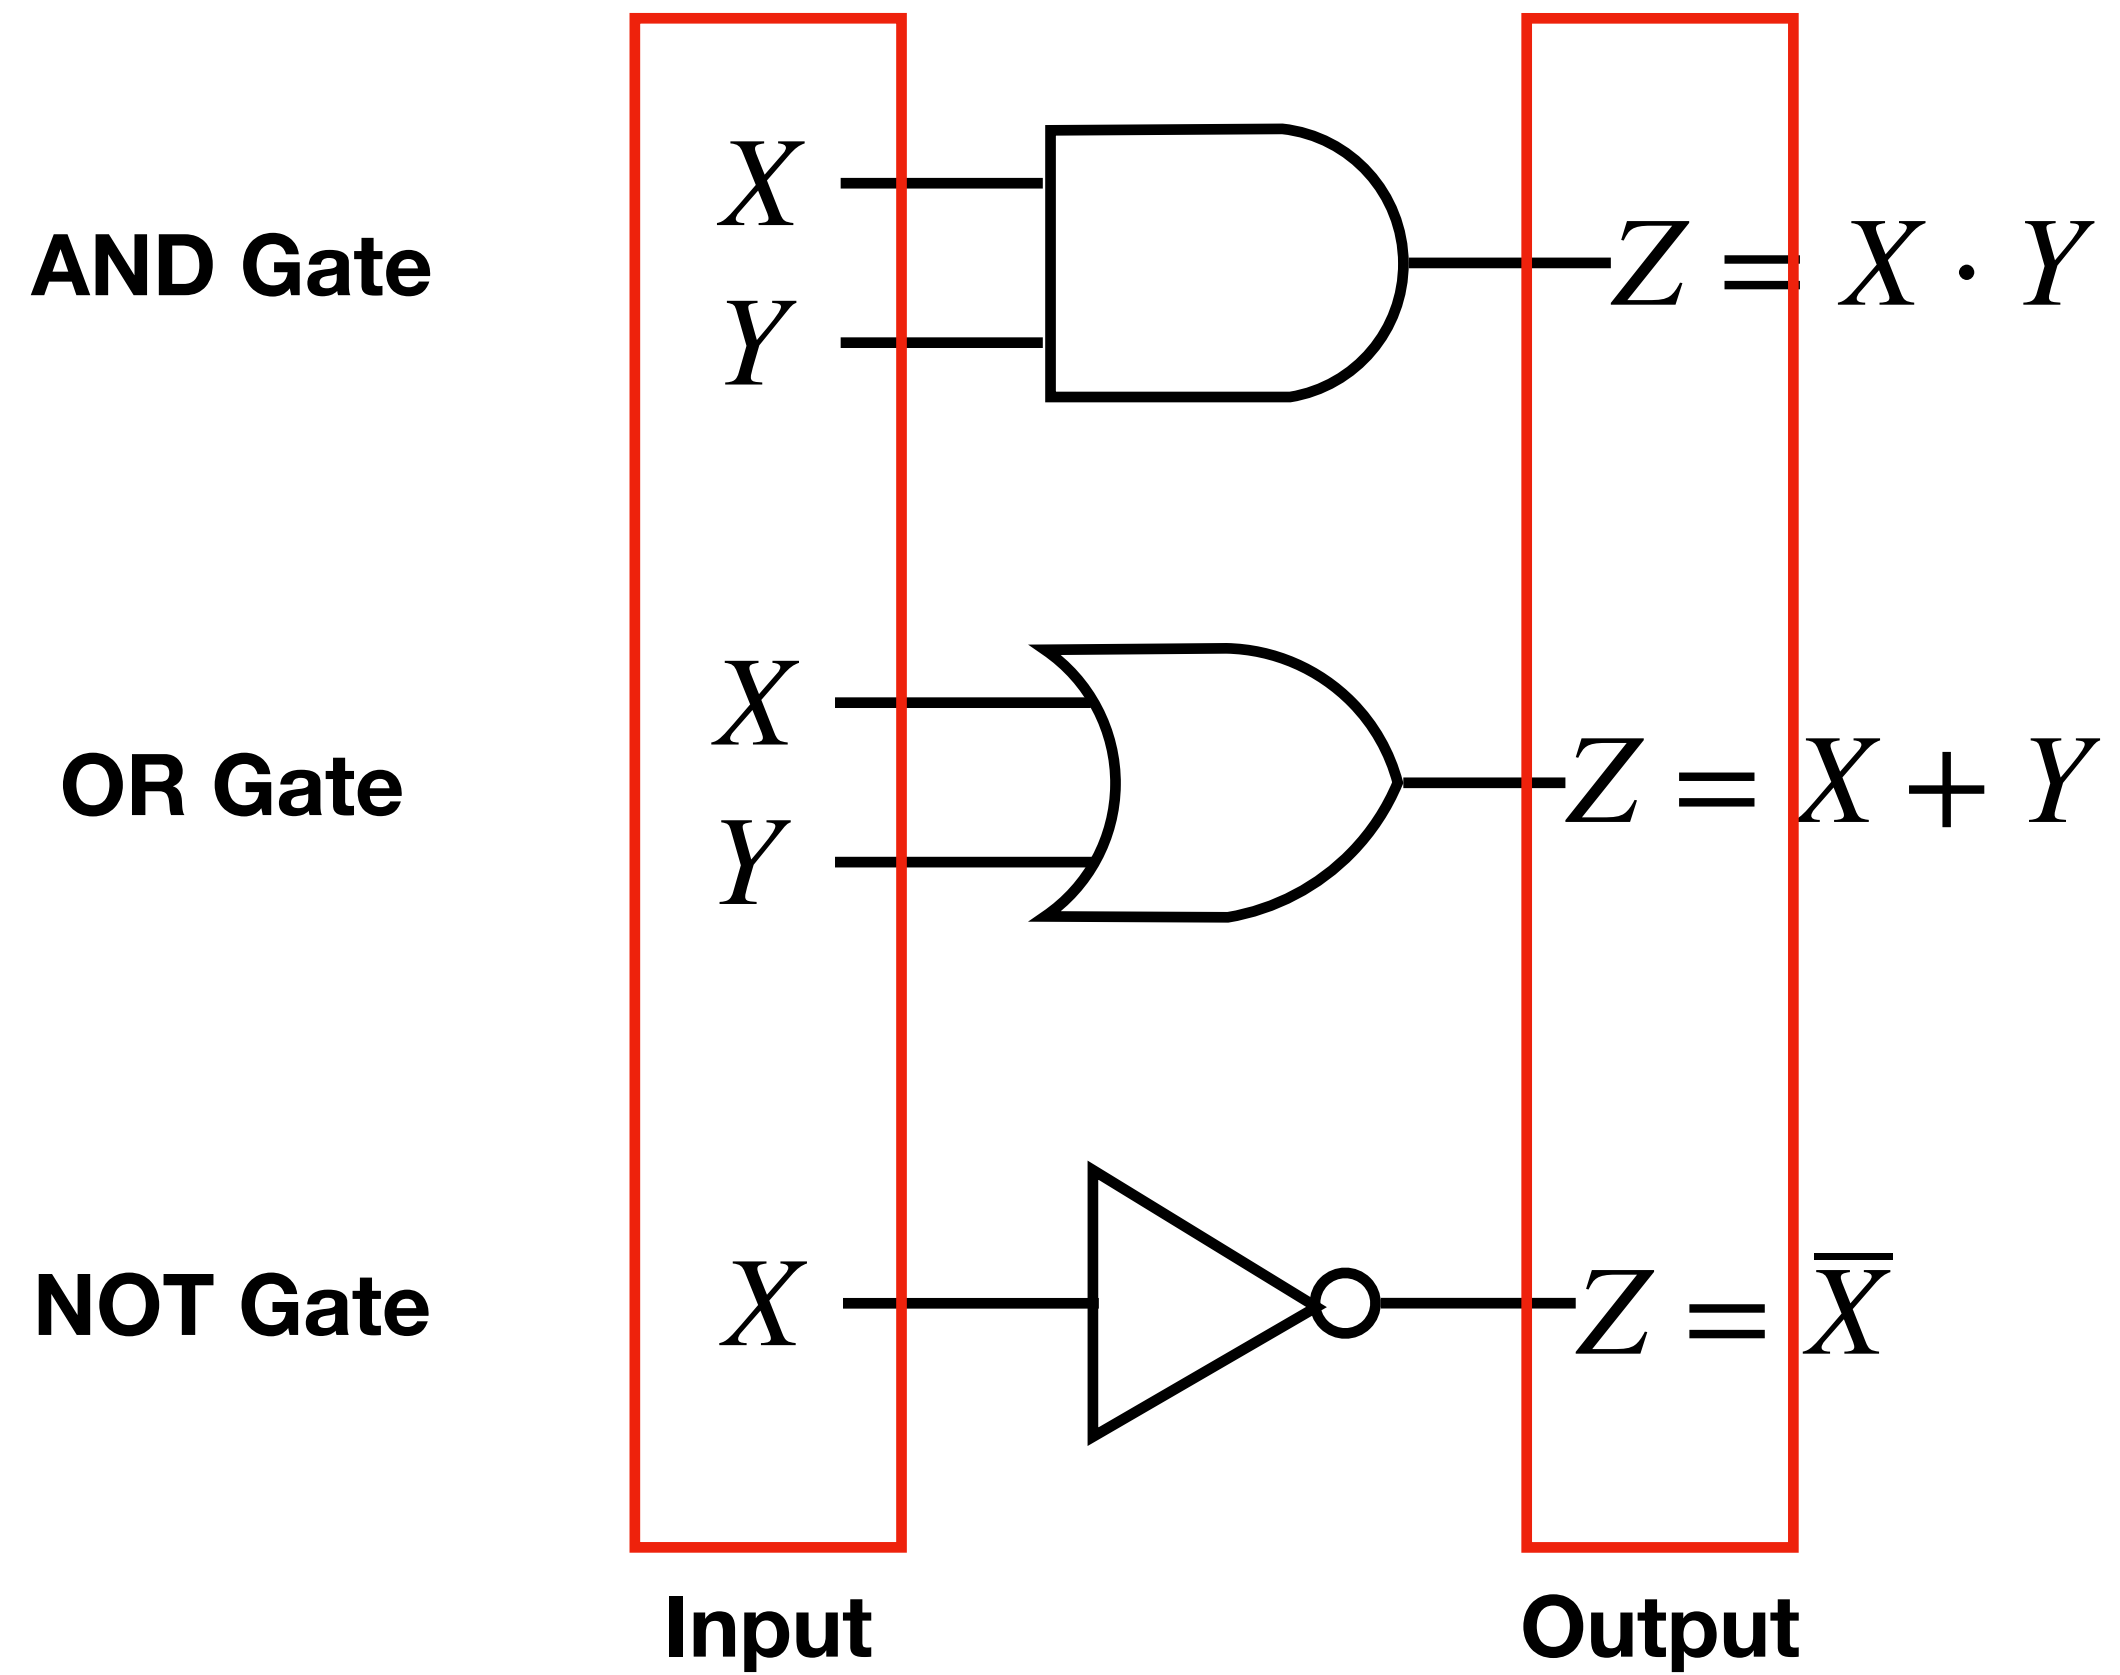 X
AND Gate
Y
Z = X · Y
X
OR Gate
Y
Z = X + Y
NOT Gate
X
Z = X̅
Input
Output